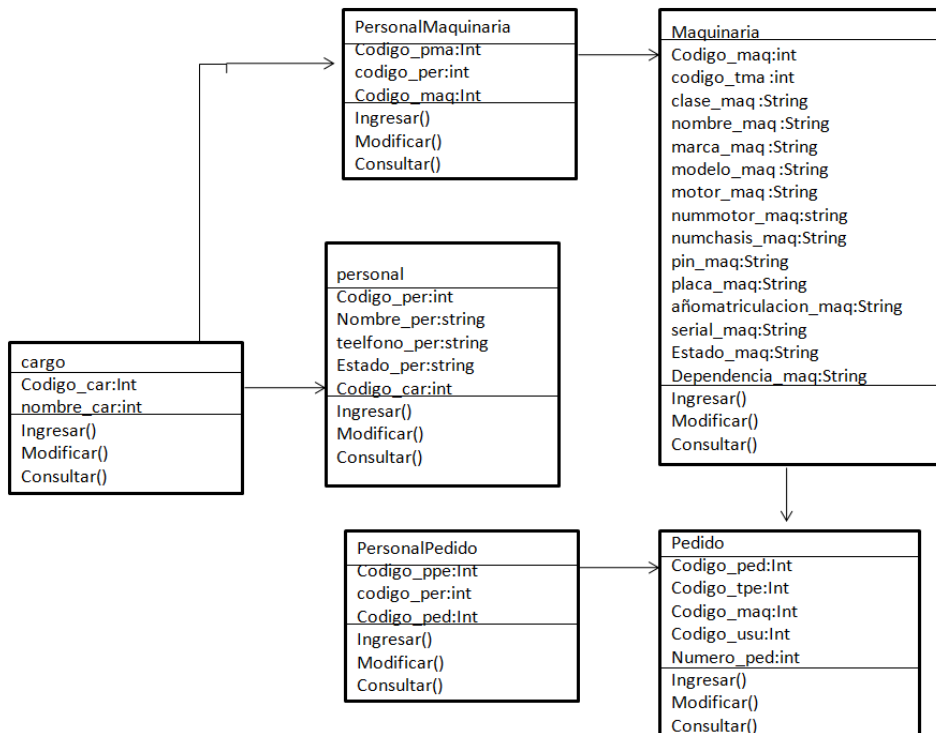 PersonalMaquinaria
Codigo_pma:Int
codigo_per:int
Codigo_maq:Int
Ingresar()
Modificar()
Consultar()
Maquinaria
Codigo_maq:int
codigo_tma :int
clase_maq:String
nombre_maq:String
marca_maq :String
modelo_maq :String
motor_maq:String
nummotor_maq:string
numchasis_maq:String
pin_maq:String
placa_maq:String
añomatriculacion_maq:String
serial_maq:String
Estado_maq:String
Dependencia_maq:String
Ingresar()
Modificar()
Consultar()
personal
Codigo_per:int
Nombre_per:string
teelfono_per:string
Estado_per:string
Codigo_car:int
Ingresar()
Modificar()
Consultar()
cargo
Codigo_car:Int
nombre_car:int
Ingresar()
Modificar()
Consultar()
PersonalPedido
Codigo_ppe:Int
codigo_per:int
Codigo_ped:Int
Ingresar()
Modificar()
Consultar()
Pedido
Codigo_ped:Int
Codigo_tpe:Int
Codigo_maq:Int
Codigo_usu:Int
Numero_ped:int
Ingresar()
Modificar()
Consultar()